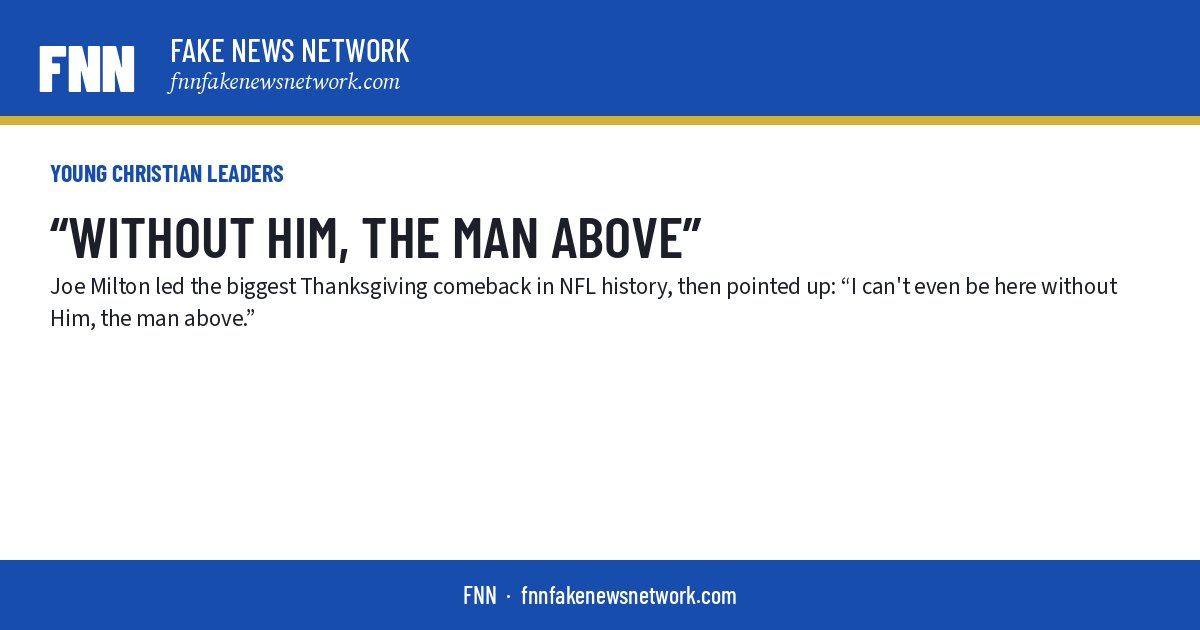 FNN
FAKE NEWS NETWORK
fnnfakenewsnetwork.com
YOUNG CHRISTIAN LEADERS
“WITHOUT HIM, THE MAN ABOVE”
Joe Milton led the biggest Thanksgiving comeback in NFL history, then pointed up: “I can't even be here without
Him, the man above.”
FNN · fnnfakenewsnetwork.com